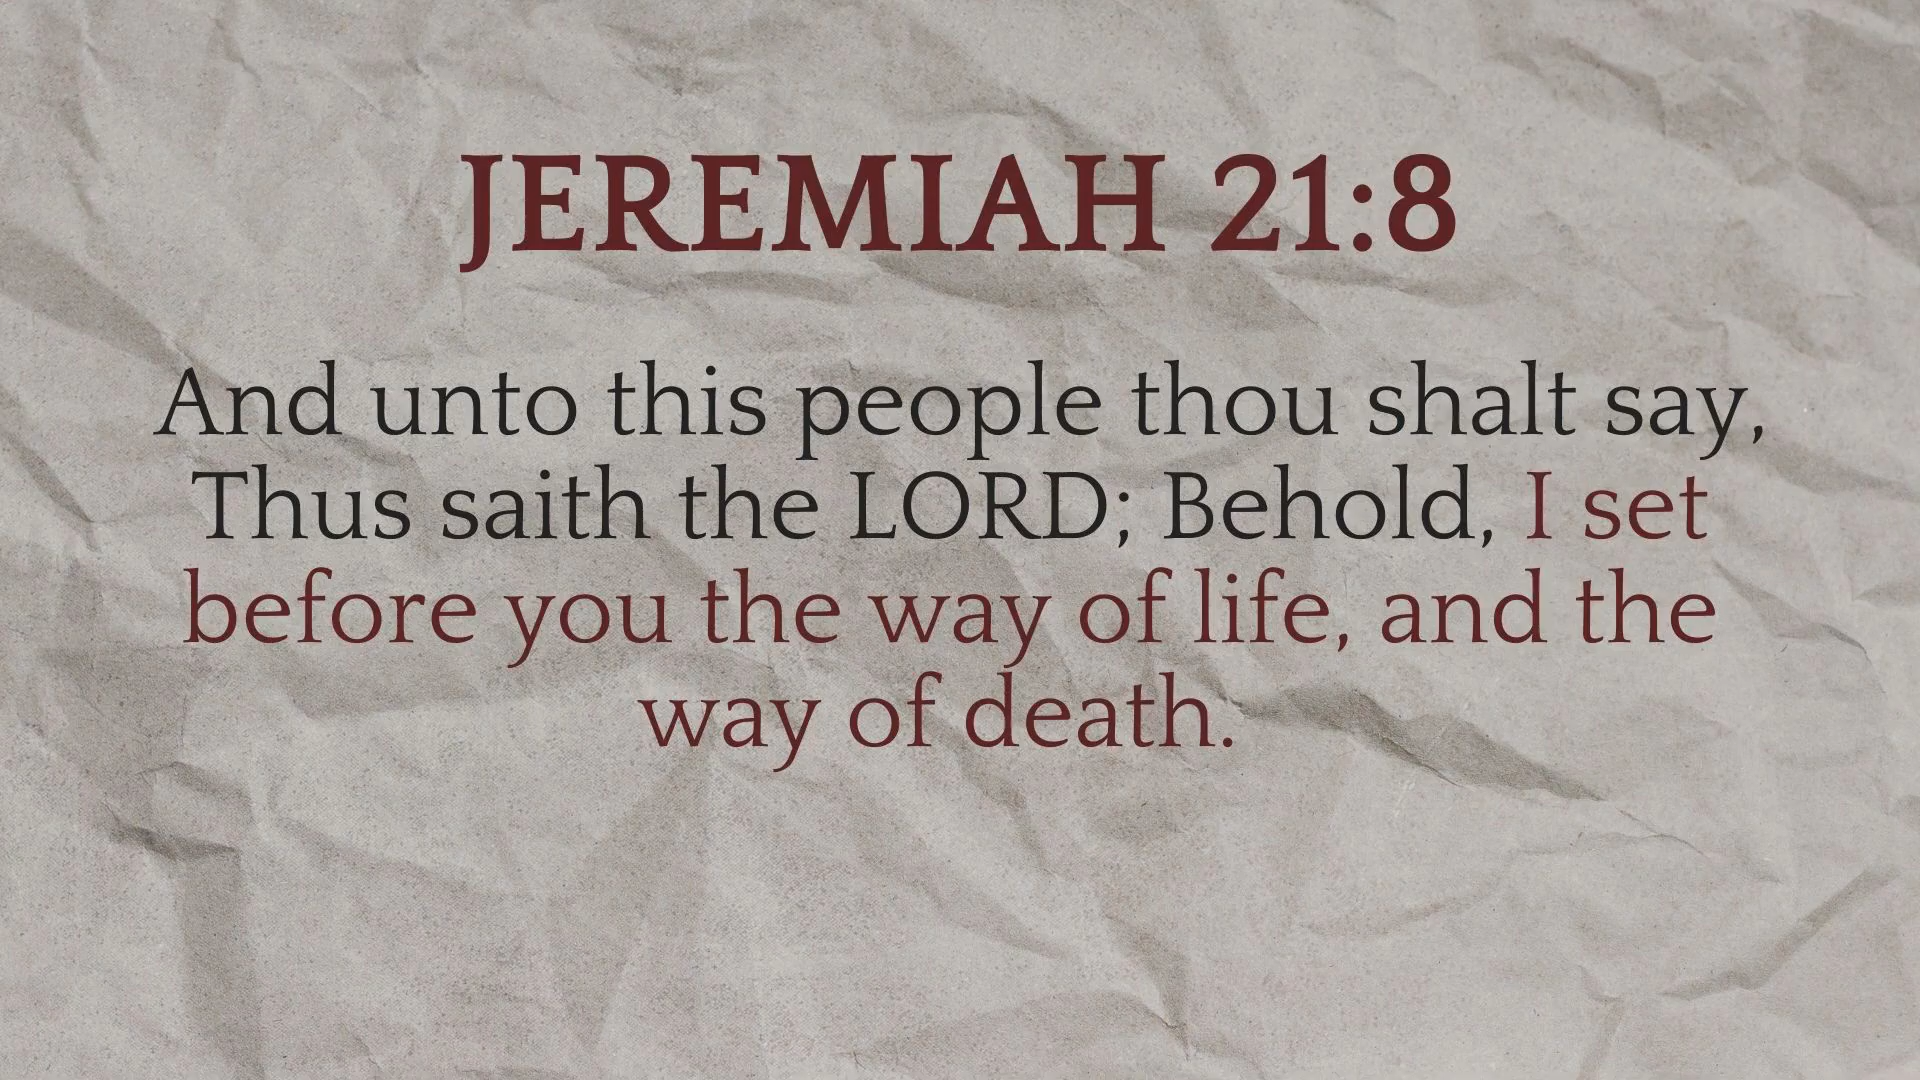 JEREMIAH 21:8
And unto this people thou shalt say,
Thus saith the LORD; Behold, I set
before you the way of life, and the
way of death.